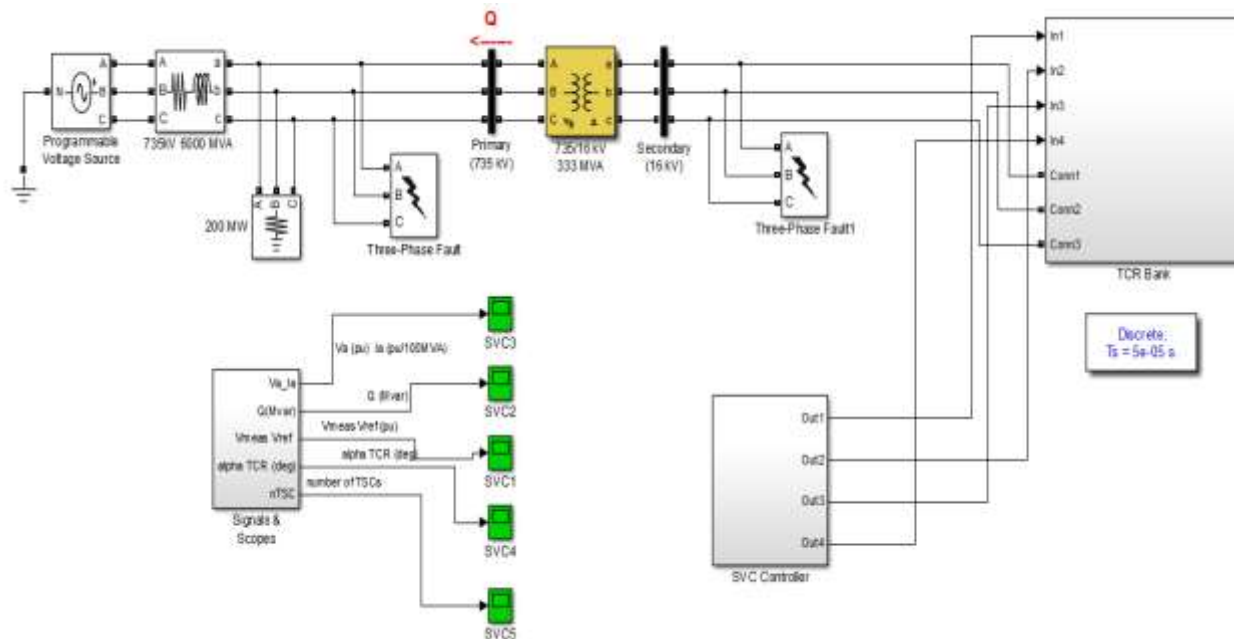 Q
<------
N
A
B
C
Programmable
Voltage Source
A
B
C
a
b
c
735kV 6000 MVA
A
B
C
200 MW
A
B
C
Three-Phase Fault
Primary
(735 kV)
A
B
C
a
b
c
735/16 kV
333 MVA
Secondary
(16 kV)
A
B
C
Three-Phase Fault1
In1
In2
In3
In4
Conn1
Conn2
Conn3
TCR Bank
Discrete,
Ts = 5e-05 s.
Va_Ia
Q(Mvar)
Vmeas Vref
alpha TCR (deg)
nTSC
Signals &
Scopes
Va (pu) Ia (pu/100MVA)
Q (Mvar)
Vmeas Vref(pu)
alpha TCR (deg)
number of TSCs
SVC3
SVC2
SVC1
SVC4
SVC5
Out1
Out2
Out3
Out4
SVC Controller